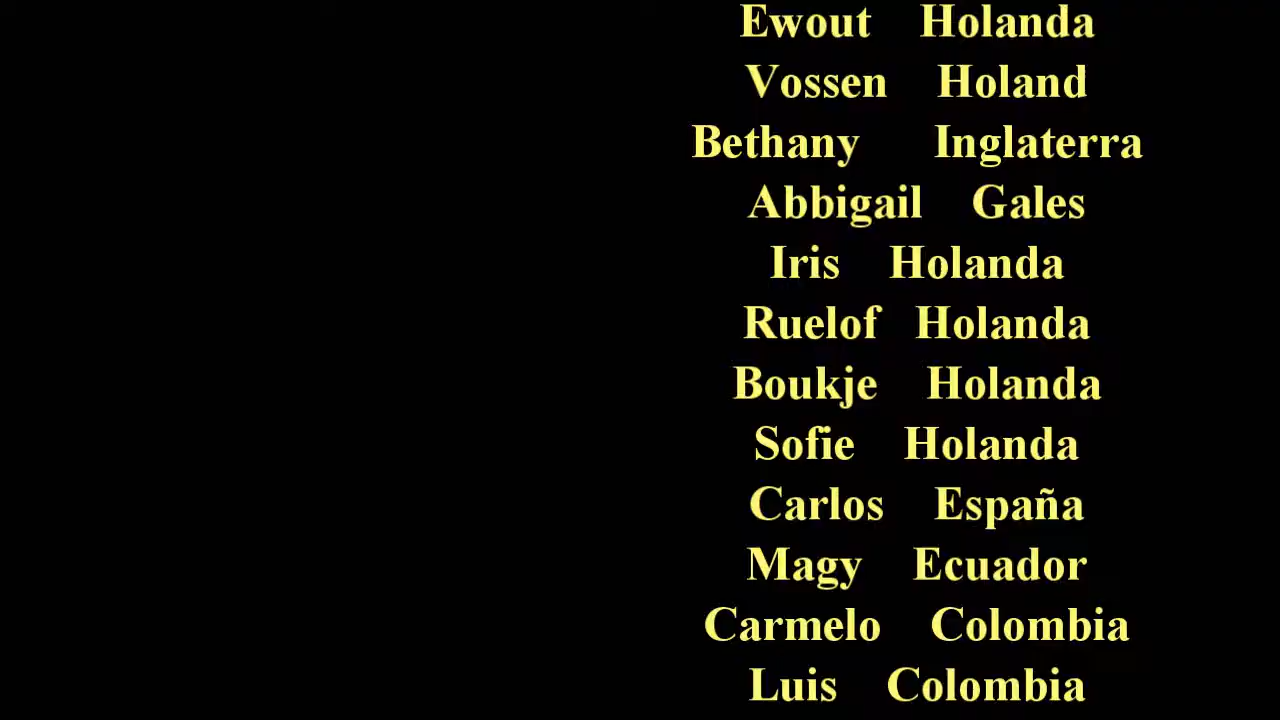 Ewout Holanda
Vossen Holand
Bethany Inglaterra
Abbigail Gales
Iris Holanda
Ruelof Holanda
Boukje Holanda
Sofie Holanda
Carlos España
Magy Ecuador
Carmelo Colombia
Luis Colombia